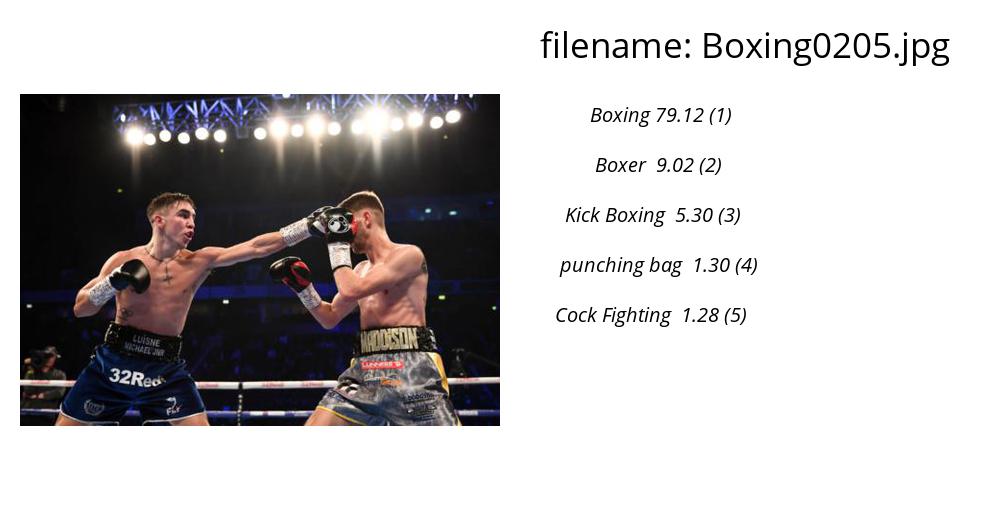 filename: Boxing0205.jpg
Boxing 79.12 (1)
Boxer 9.02 (2)
Kick Boxing 5.30 (3)
punching bag 1.30 (4)
Cock Fighting 1.28 (5)
LUISNE
MICHAEL JNR
32Red
FLY
MADDISON